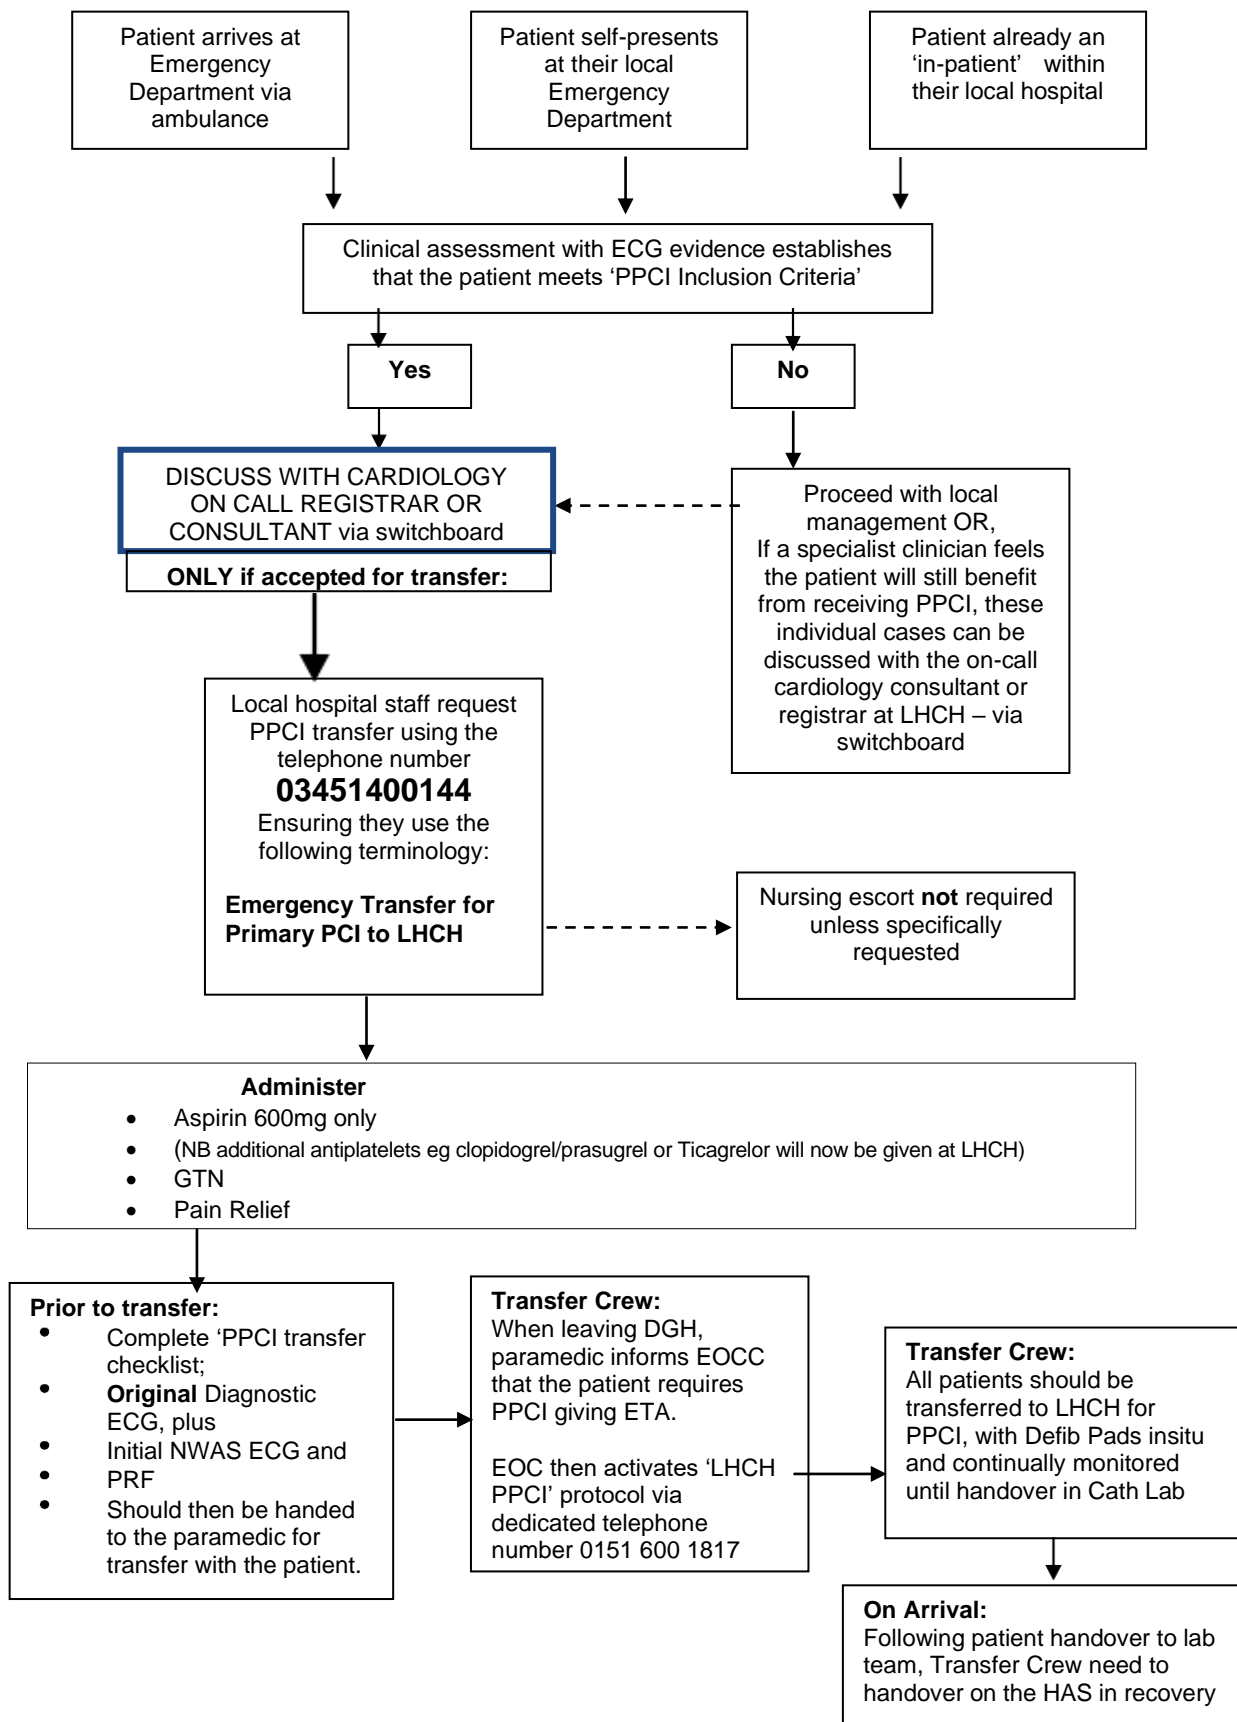 Patient arrives at
Emergency
Department via
ambulance
Patient self-presents
at their local
Emergency
Department
Patient already an
‘in-patient’ within
their local hospital
Clinical assessment with ECG evidence establishes
that the patient meets ‘PPCI Inclusion Criteria’
Yes
No
DISCUSS WITH CARDIOLOGY
ON CALL REGISTRAR OR
CONSULTANT via switchboard
ONLY if accepted for transfer:
Proceed with local
management OR,
If a specialist clinician feels
the patient will still benefit
from receiving PPCI, these
individual cases can be
discussed with the on-call
cardiology consultant or
registrar at LHCH – via
switchboard
Local hospital staff request
PPCI transfer using the
telephone number
03451400144
Ensuring they use the
following terminology:
Emergency Transfer for
Primary PCI to LHCH
Nursing escort not required
unless specifically
requested
Administer
• Aspirin 600mg only
• (NB additional antiplatelets eg clopidogrel/prasugrel or Ticagrelor will now be given at LHCH)
• GTN
• Pain Relief
Prior to transfer:
• Complete ‘PPCI transfer
checklist;
• Original Diagnostic
ECG, plus
• Initial NWAS ECG and
• PRF
• Should then be handed
to the paramedic for
transfer with the patient.
Transfer Crew:
When leaving DGH,
paramedic informs EOCC
that the patient requires
PPCI giving ETA.
EOC then activates ‘LHCH
PPCI’ protocol via
dedicated telephone
number 0151 600 1817
Transfer Crew:
All patients should be
transferred to LHCH for
PPCI, with Defib Pads insitu
and continually monitored
until handover in Cath Lab
On Arrival:
Following patient handover to lab
team, Transfer Crew need to
handover on the HAS in recovery